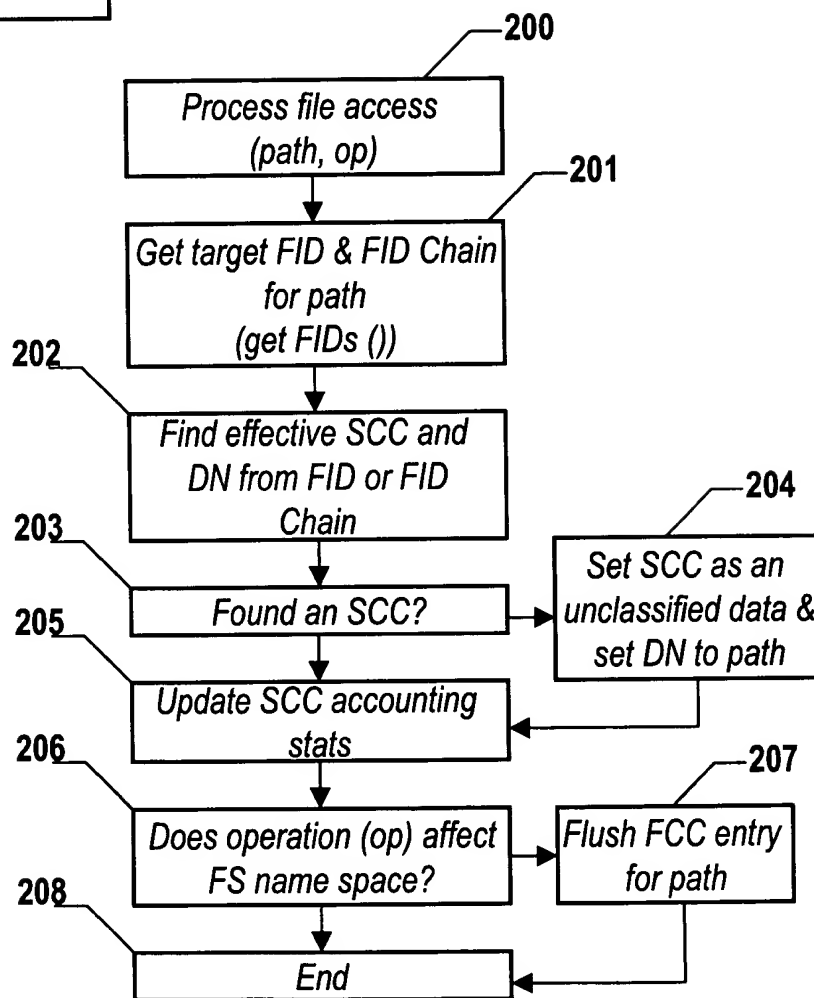 200
Process file access
(path, op)
201
Get target FID & FID Chain
for path
(get FIDs ())
202
Find effective SCC and
DN from FID or FID
Chain
203
Found an SCC?
204
Set SCC as an
unclassified data &
set DN to path
205
Update SCC accounting
stats
206
Does operation (op) affect
FS name space?
207
Flush FCC entry
for path
208
End